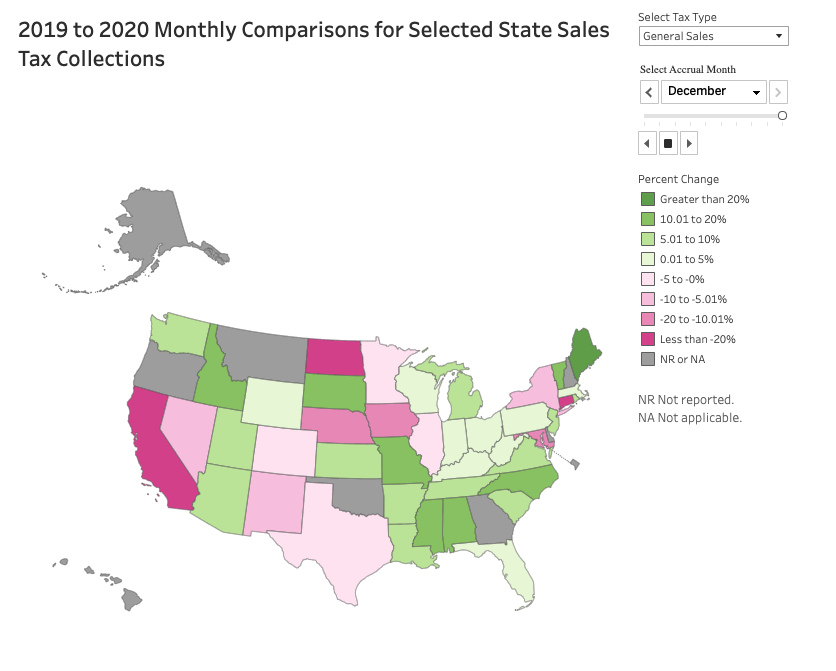 2019 to 2020 Monthly Comparisons for Selected State Sales
Tax Collections
Select Tax Type
General Sales
Select Accrual Month
December
Percent Change
Greater than 20%
10.01 to 20%
5.01 to 10%
0.01 to 5%
-5 to -0%
-10 to -5.01%
-20 to -10.01%
Less than -20%
NR or NA
NR Not reported.
NA Not applicable.